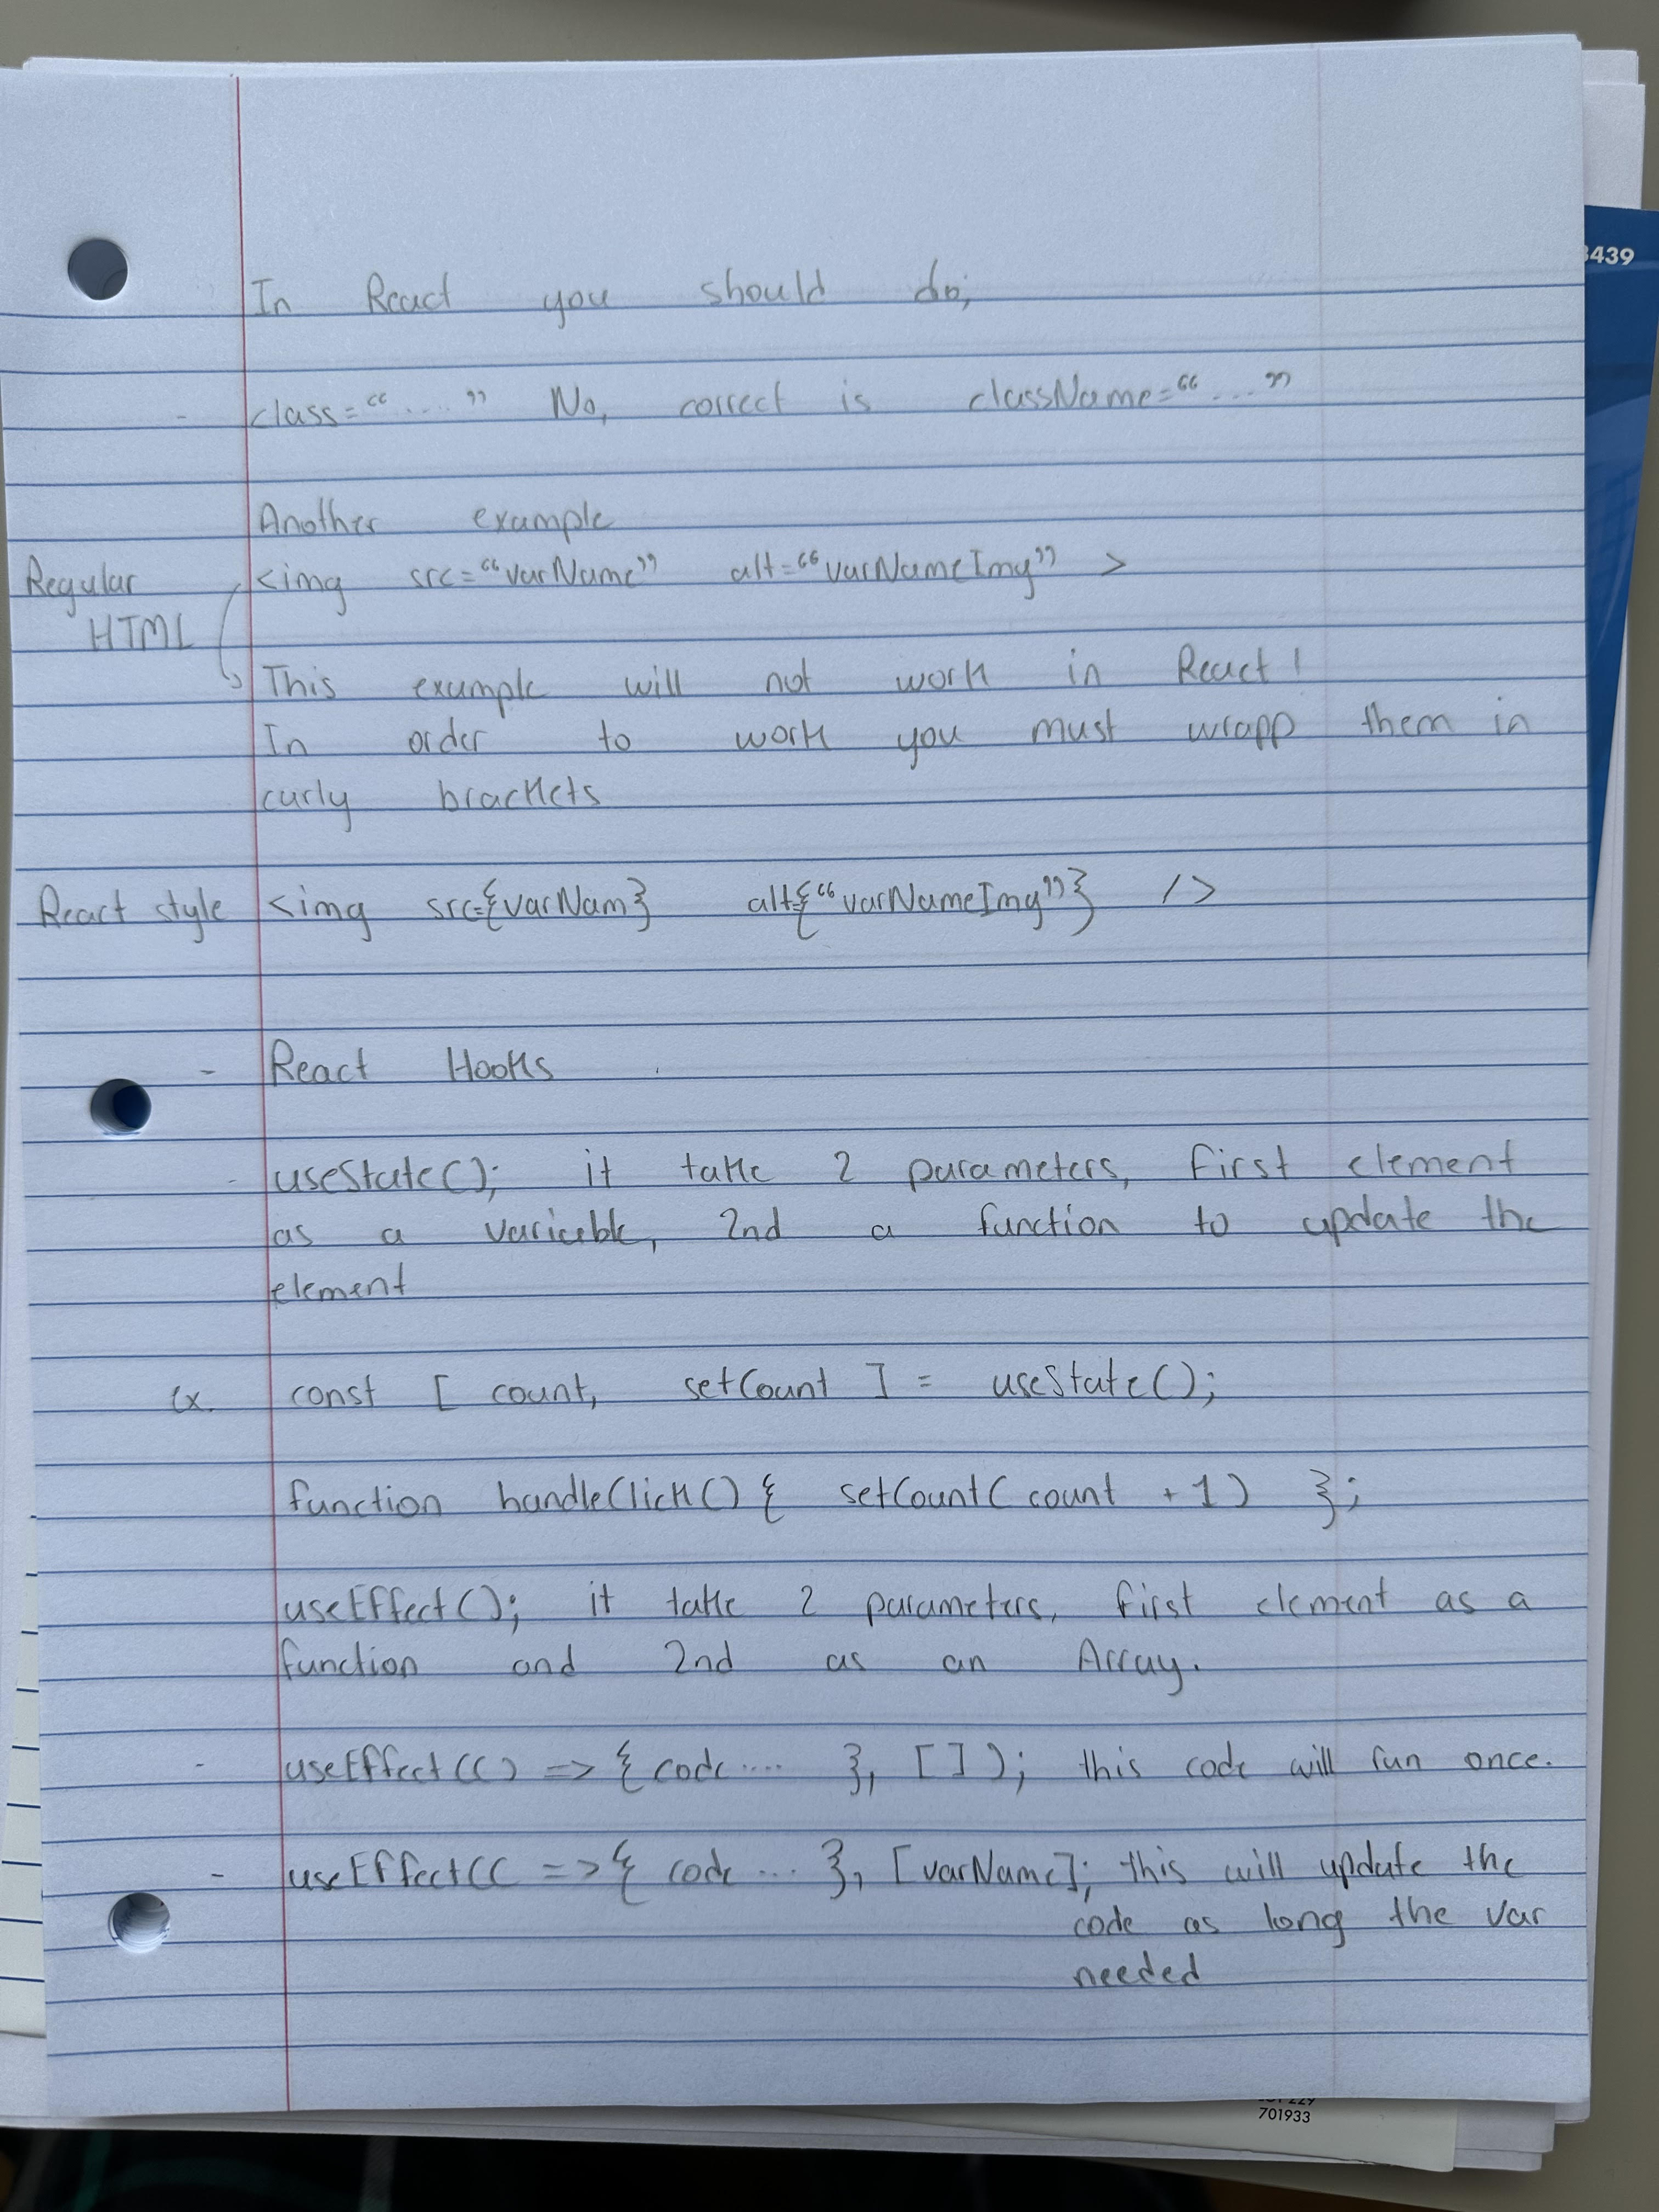 3439
In React you should do;
- class="...." No, correct is className="..."
Another example
Regular <img src="varName" alt="varNameImg" >
HTML
This example will not work in React!
In order to work you must wrapp them in
curly brackets
React style <img src={varNam} alt={"varNameImg"} />
- React Hooks
- useState(); it take 2 parameters, first element
as a variable, 2nd a function to update the
element
ex. const [ count, setCount ] = useState();
function handleClick() { setCount( count +1) };
useEffect(); it take 2 parameters, first element as a
function and 2nd as an Array.
- useEffect(() => { code.... }, [ ] ); this code will run once.
- useEffect(( => { code ... }, [varName]; this will update the
code as long the var
needed
701933